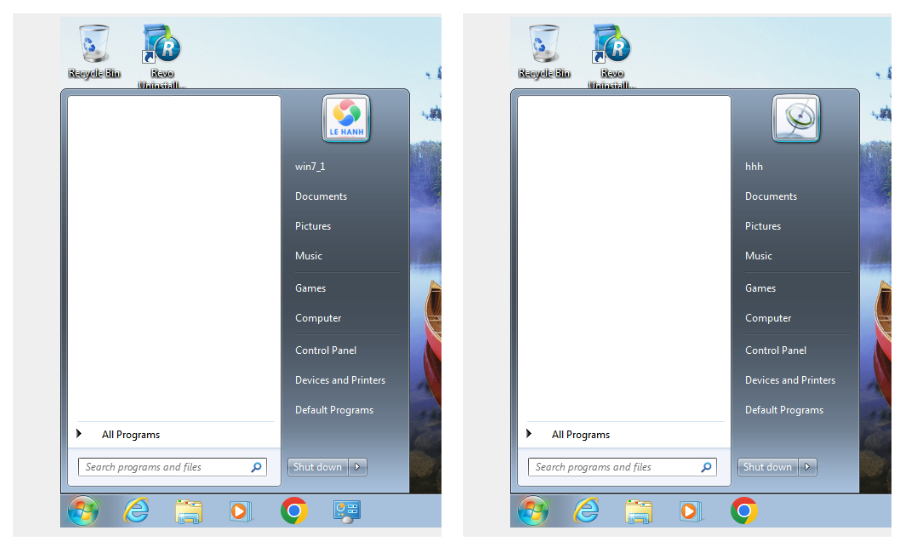 Recycle Bin
Revo
Uninstall...
LE HANH
win7_1
Documents
Pictures
Music
Games
Computer
Control Panel
Devices and Printers
Default Programs
All Programs
Search programs and files
Shut down
Recycle Bin
Revo
Uninstall...
hhh
Documents
Pictures
Music
Games
Computer
Control Panel
Devices and Printers
Default Programs
All Programs
Search programs and files
Shut down